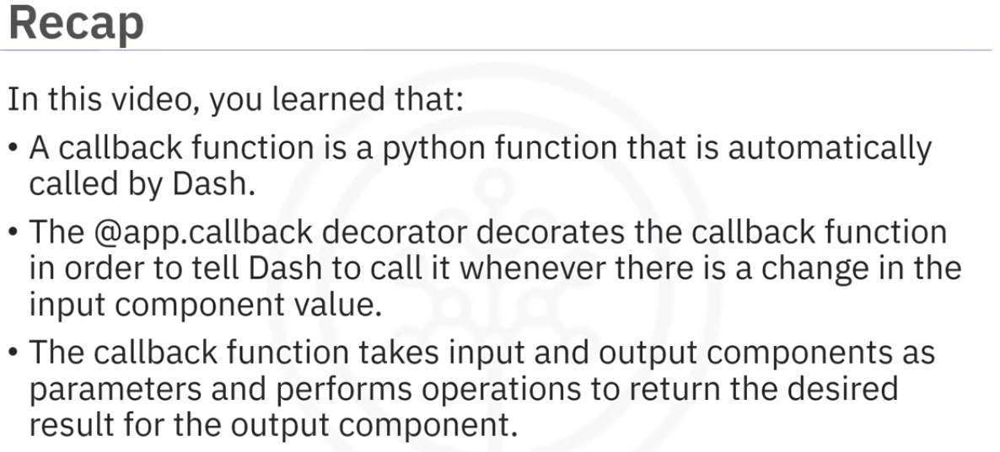 Recap
In this video, you learned that:
• A callback function is a python function that is automatically
called by Dash.
• The @app.callback decorator decorates the callback function
in order to tell Dash to call it whenever there is a change in the
input component value.
• The callback function takes input and output components as
parameters and performs operations to return the desired
result for the output component.